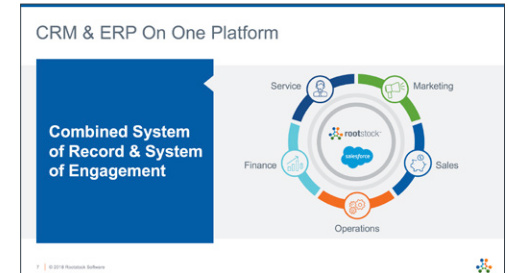 CRM & ERP On One Platform
Combined System
of Record & System
of Engagement
Service
Marketing
rootstock
salesforce
Finance
Sales
Operations
7 | © 2018 Rootstock Software